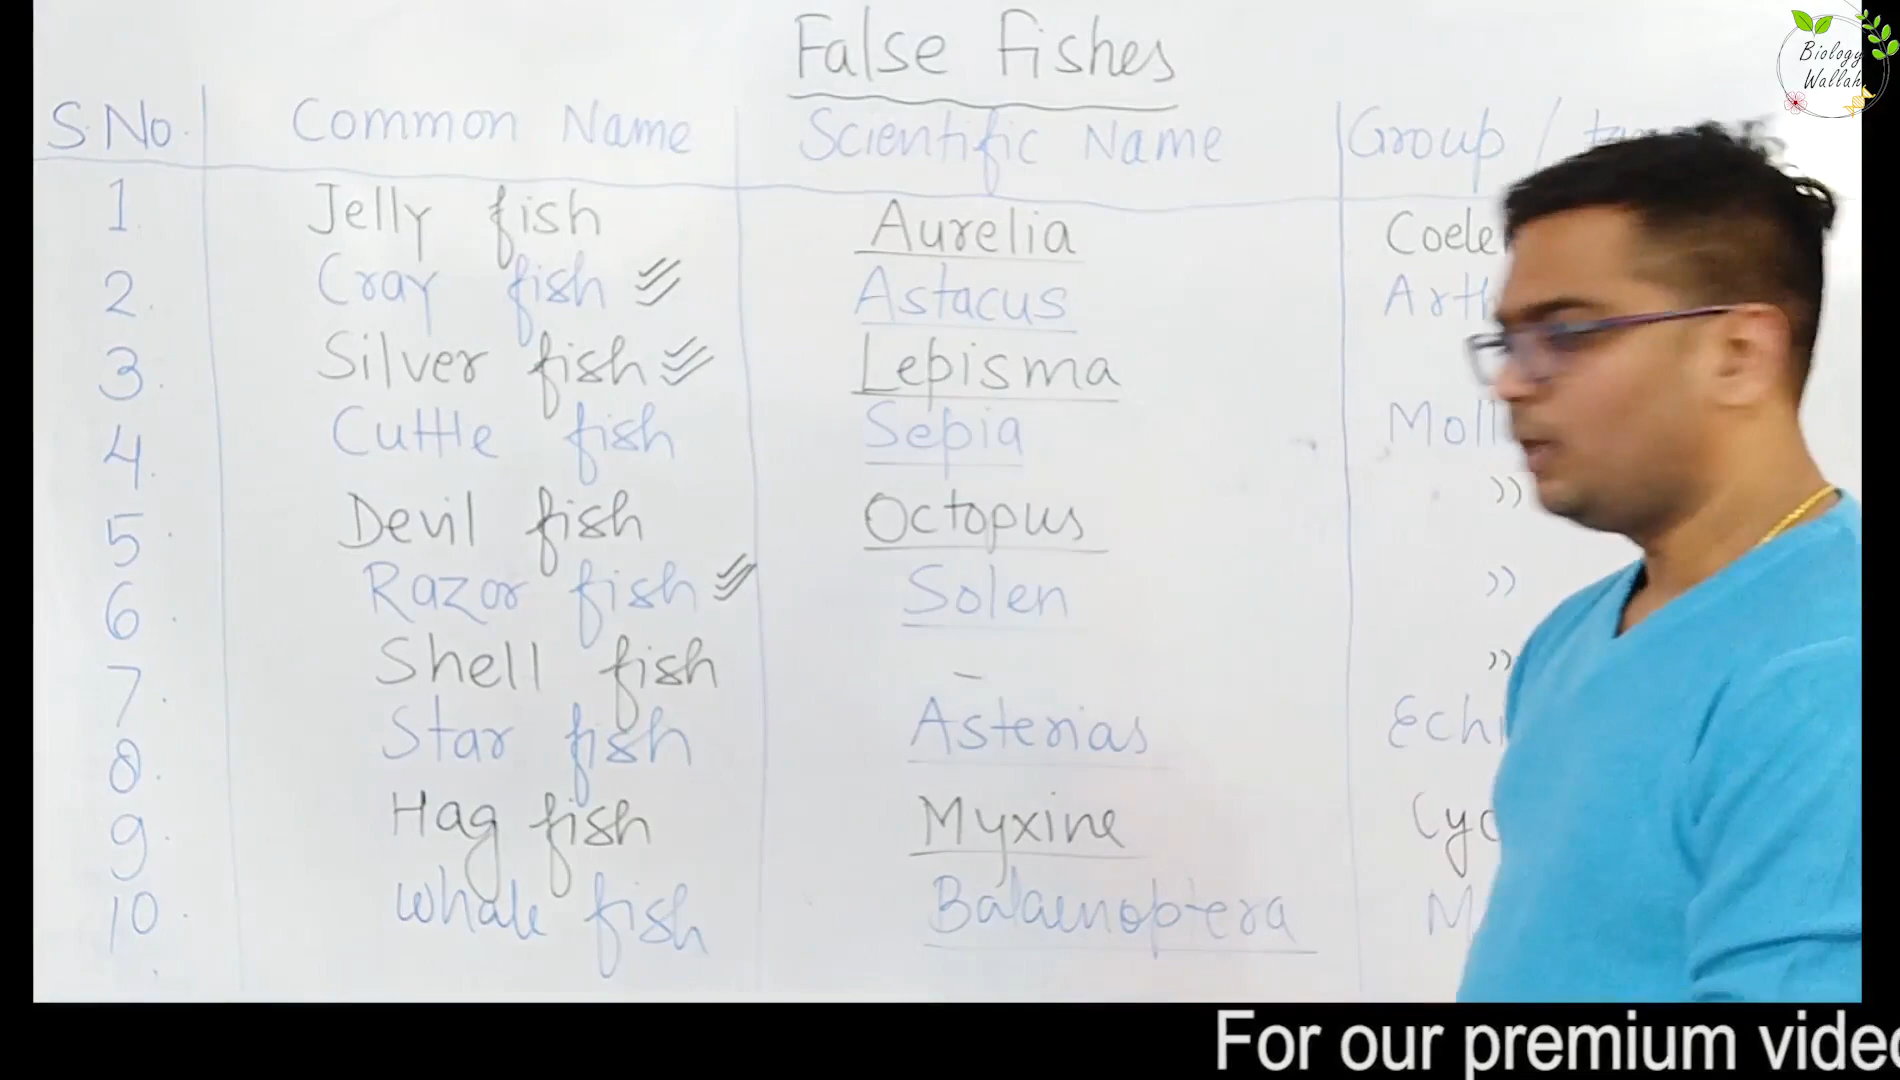 False Fishes
Biology
Wallah
S.No. Common Name Scientific Name Group /
1. Jelly fish Aurelia Coele
2. Cray fish Astacus Arth
3. Silver fish Lepisma
4. Cuttle fish Sepia Moll
5. Devil fish Octopus ))
6. Razor fish Solen ))
7. Shell fish - ))
8. Star fish Asterias Echi
9. Hag fish Myxine Cyc
10. Whale fish Balaenoptera M
For our premium video